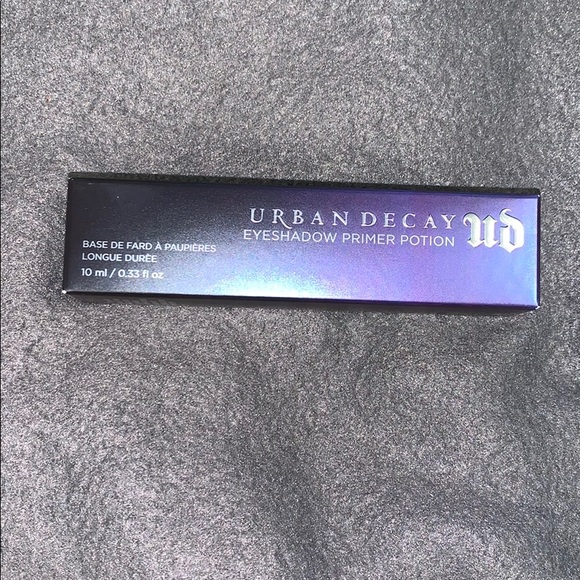 URBAN DECAY
EYESHADOW PRIMER POTION
UD
BASE DE FARD À PAUPIÈRES
LONGUE DURÉE
10 ml / 0.33 fl oz